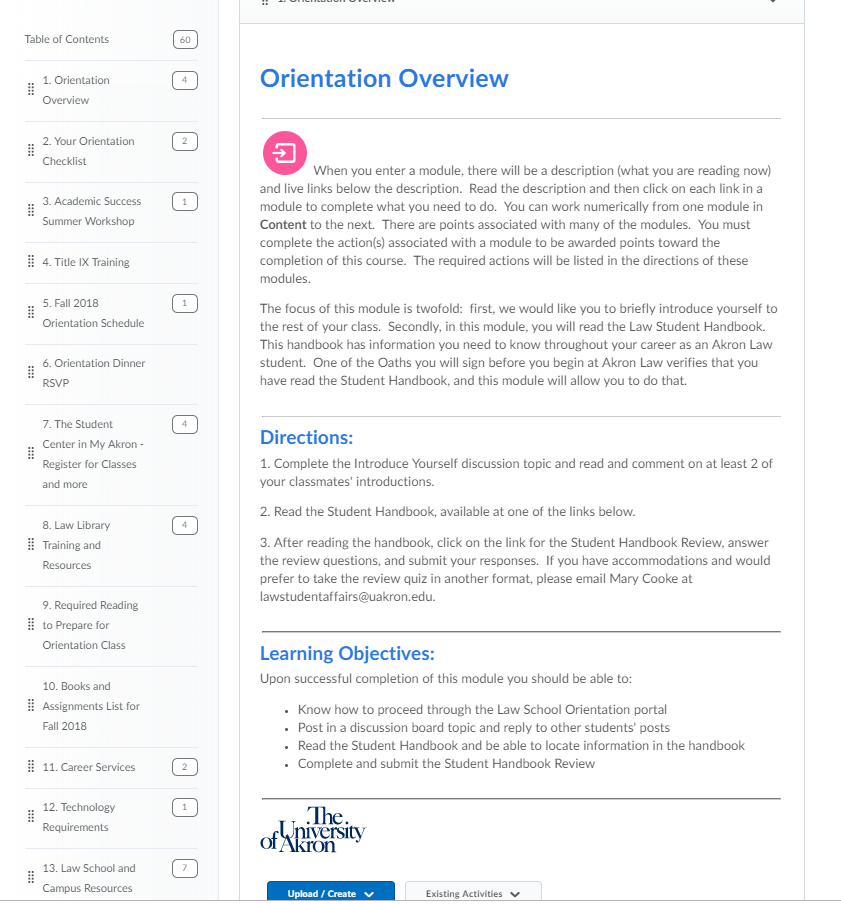 1. Orientation Overview
Table of Contents
60
1. Orientation
Overview
4
2. Your Orientation
Checklist
2
3. Academic Success
Summer Workshop
1
4. Title IX Training
5. Fall 2018
Orientation Schedule
1
6. Orientation Dinner
RSVP
7. The Student
Center in My Akron -
Register for Classes
and more
4
8. Law Library
Training and
Resources
4
9. Required Reading
to Prepare for
Orientation Class
10. Books and
Assignments List for
Fall 2018
11. Career Services
2
12. Technology
Requirements
1
13. Law School and
Campus Resources
7
Orientation Overview
When you enter a module, there will be a description (what you are reading now)
and live links below the description. Read the description and then click on each link in a
module to complete what you need to do. You can work numerically from one module in
Content to the next. There are points associated with many of the modules. You must
complete the action(s) associated with a module to be awarded points toward the
completion of this course. The required actions will be listed in the directions of these
modules.
The focus of this module is twofold: first, we would like you to briefly introduce yourself to
the rest of your class. Secondly, in this module, you will read the Law Student Handbook.
This handbook has information you need to know throughout your career as an Akron Law
student. One of the Oaths you will sign before you begin at Akron Law verifies that you
have read the Student Handbook, and this module will allow you to do that.
Directions:
1. Complete the Introduce Yourself discussion topic and read and comment on at least 2 of
your classmates' introductions.
2. Read the Student Handbook, available at one of the links below.
3. After reading the handbook, click on the link for the Student Handbook Review, answer
the review questions, and submit your responses. If you have accommodations and would
prefer to take the review quiz in another format, please email Mary Cooke at
lawstudentaffairs@uakron.edu.
Learning Objectives:
Upon successful completion of this module you should be able to:
• Know how to proceed through the Law School Orientation portal
• Post in a discussion board topic and reply to other students' posts
• Read the Student Handbook and be able to locate information in the handbook
• Complete and submit the Student Handbook Review
The
University
of Akron
Upload / Create
Existing Activities